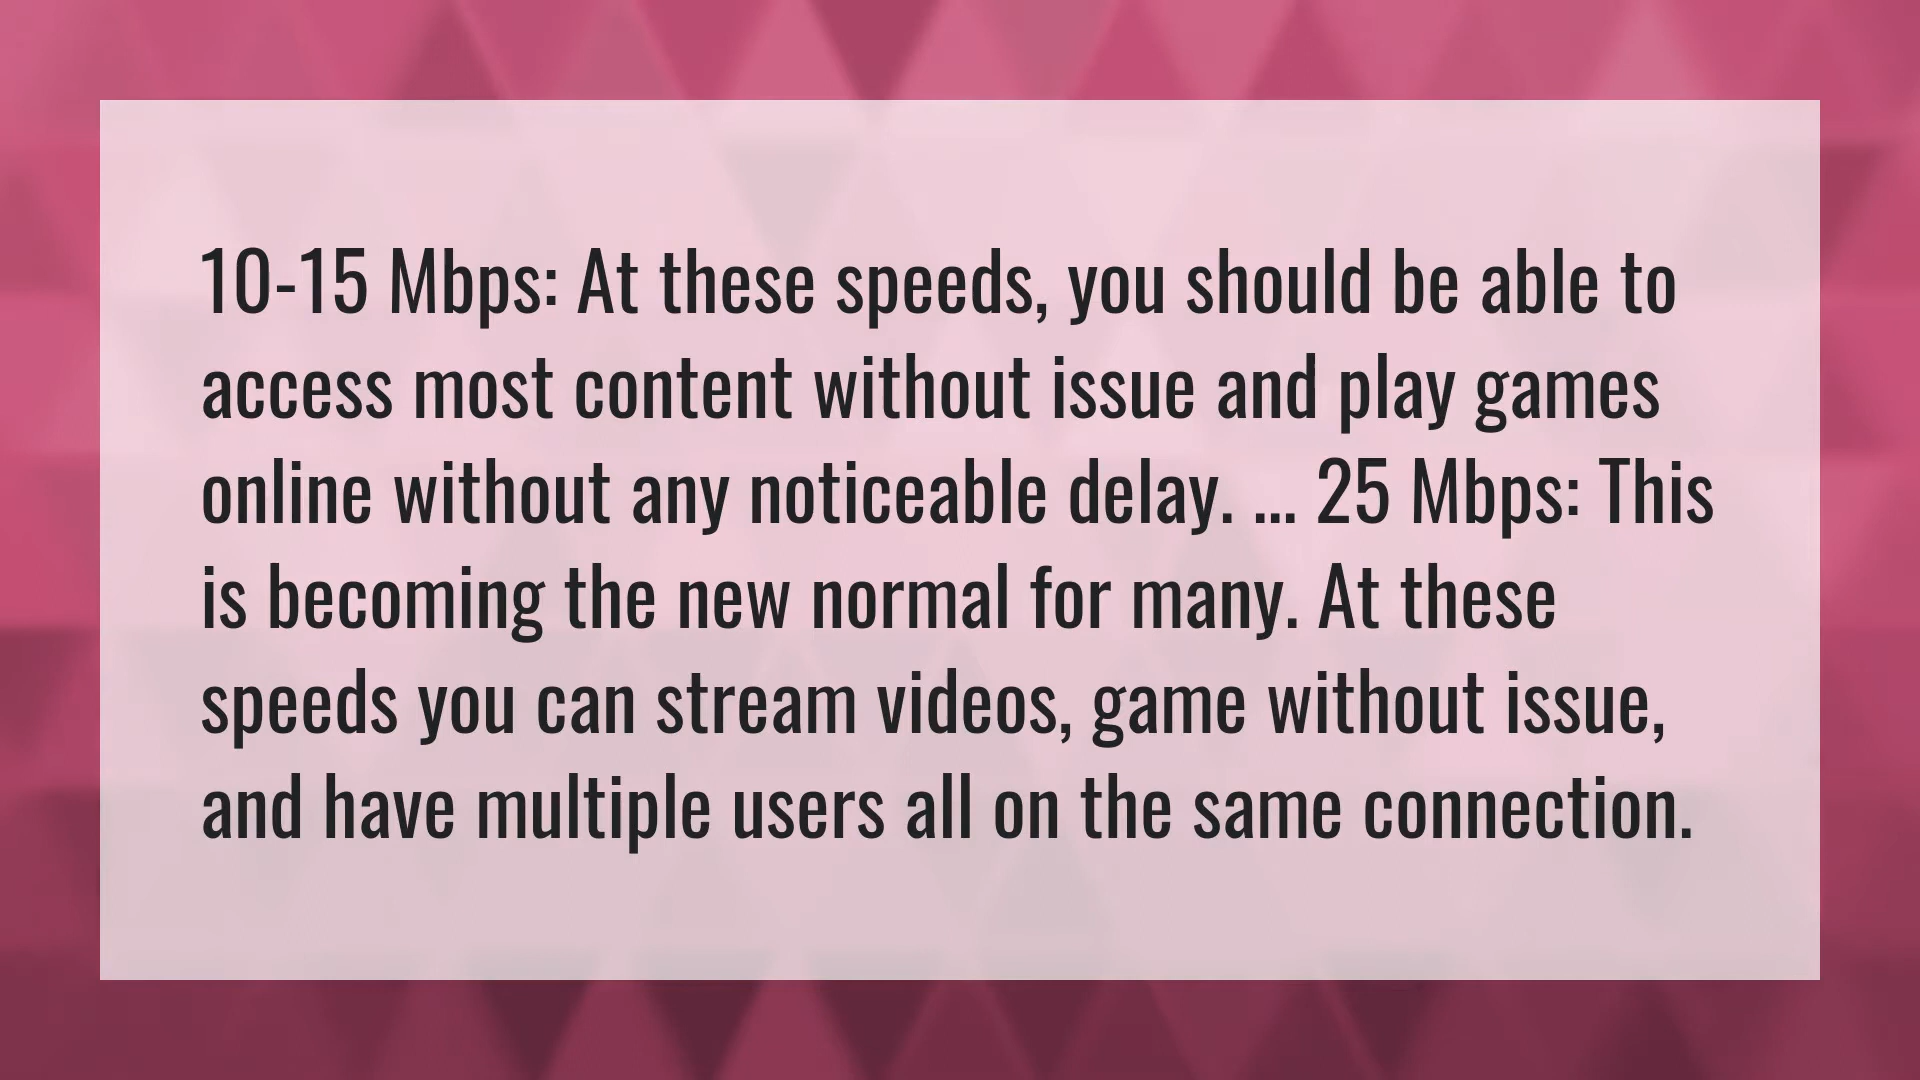 10-15 Mbps: At these speeds, you should be able to
access most content without issue and play games
online without any noticeable delay. ... 25 Mbps: This
is becoming the new normal for many. At these
speeds you can stream videos, game without issue,
and have multiple users all on the same connection.